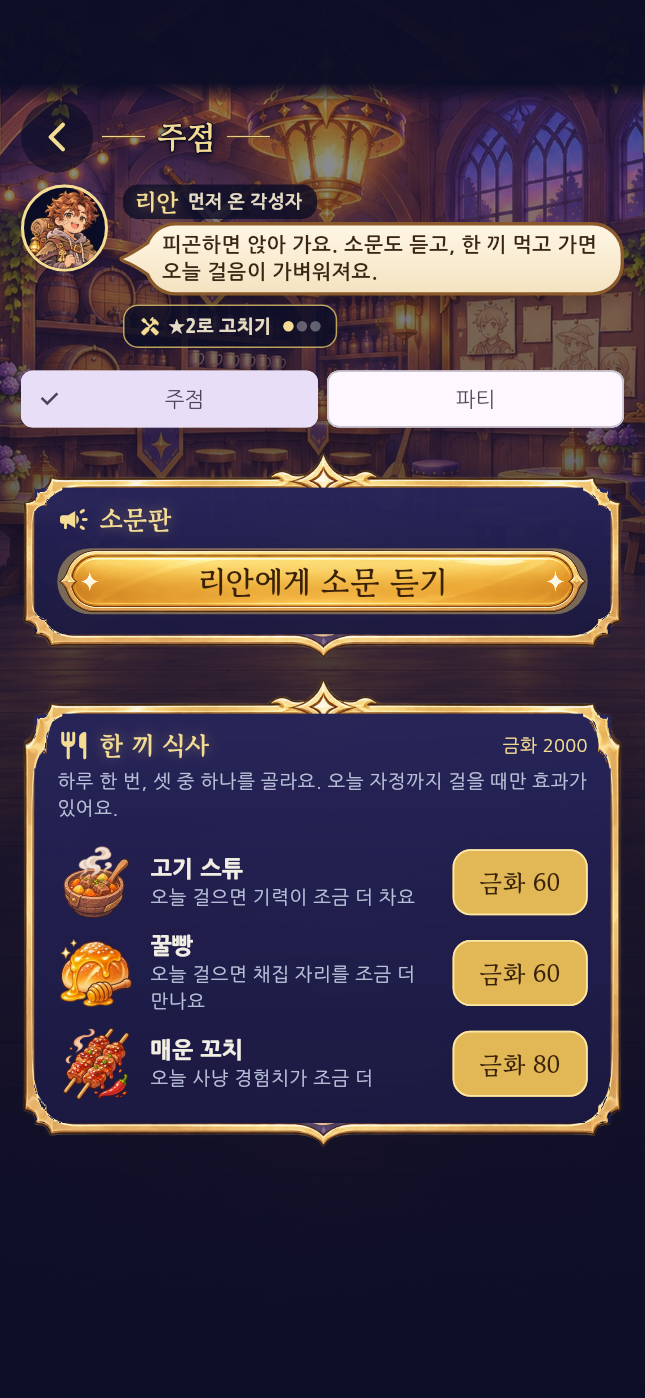 주점
리안 먼저 온 각성자
피곤하면 앉아 가요. 소문도 듣고, 한 끼 먹고 가면
오늘 걸음이 가벼워져요.
★2로 고치기
주점
파티
소문판
리안에게 소문 듣기
한 끼 식사
금화 2000
하루 한 번, 셋 중 하나를 골라요. 오늘 자정까지 걸을 때만 효과가
있어요.
고기 스튜
오늘 걸으면 기력이 조금 더 차요
금화 60
꿀빵
오늘 걸으면 채집 자리를 조금 더
만나요
금화 60
매운 꼬치
오늘 사냥 경험치가 조금 더
금화 80